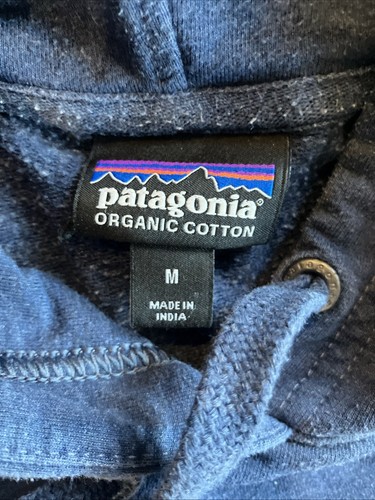 patagonia®
ORGANIC COTTON
M
MADE IN
INDIA